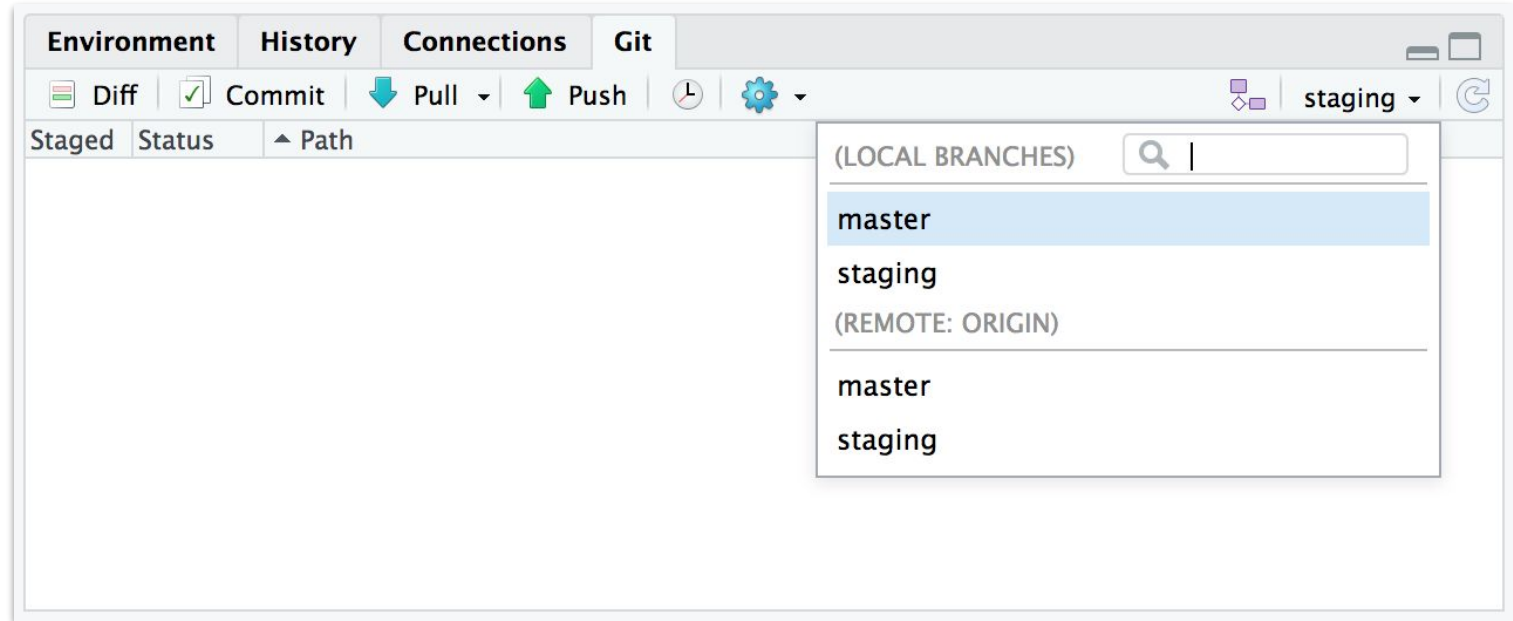 Environment History Connections Git
Diff Commit Pull Push staging
Staged Status Path
(LOCAL BRANCHES)
master
staging
(REMOTE: ORIGIN)
master
staging